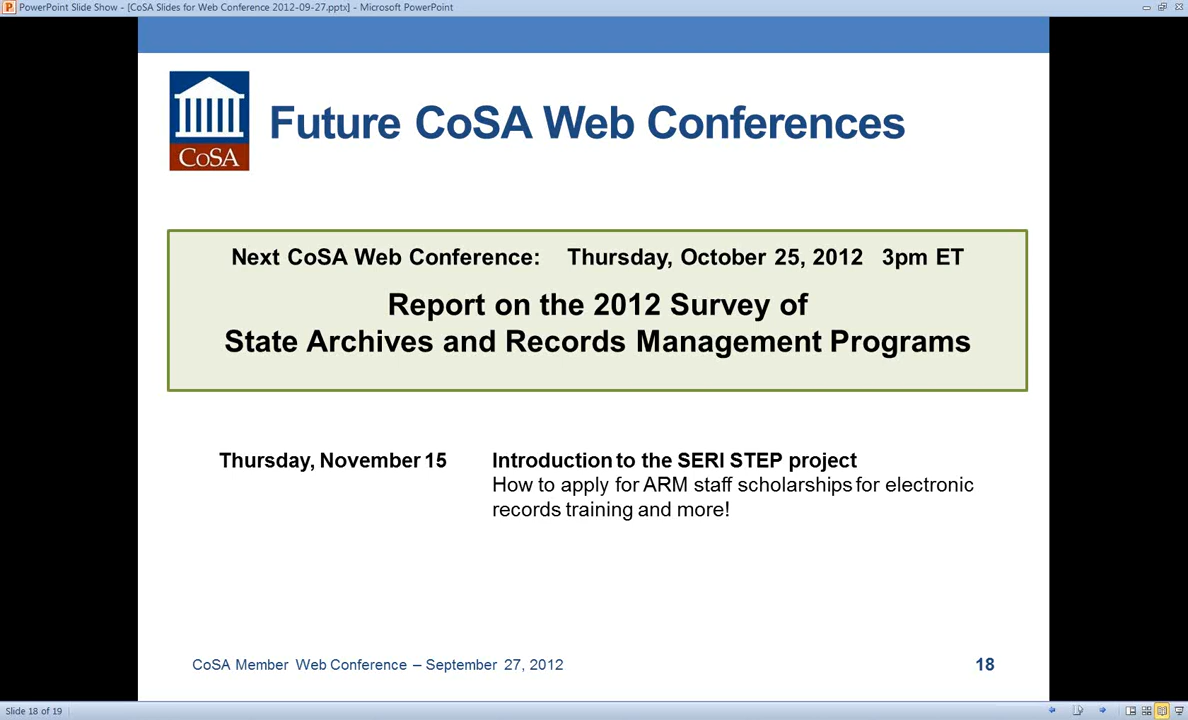 PowerPoint Slide Show - [CoSA Slides for Web Conference 2012-09-27.pptx] - Microsoft PowerPoint
CoSA
Future CoSA Web Conferences
Next CoSA Web Conference: Thursday, October 25, 2012 3pm ET
Report on the 2012 Survey of
State Archives and Records Management Programs
Thursday, November 15 Introduction to the SERI STEP project
How to apply for ARM staff scholarships for electronic
records training and more!
CoSA Member Web Conference – September 27, 2012 18
Slide 18 of 19